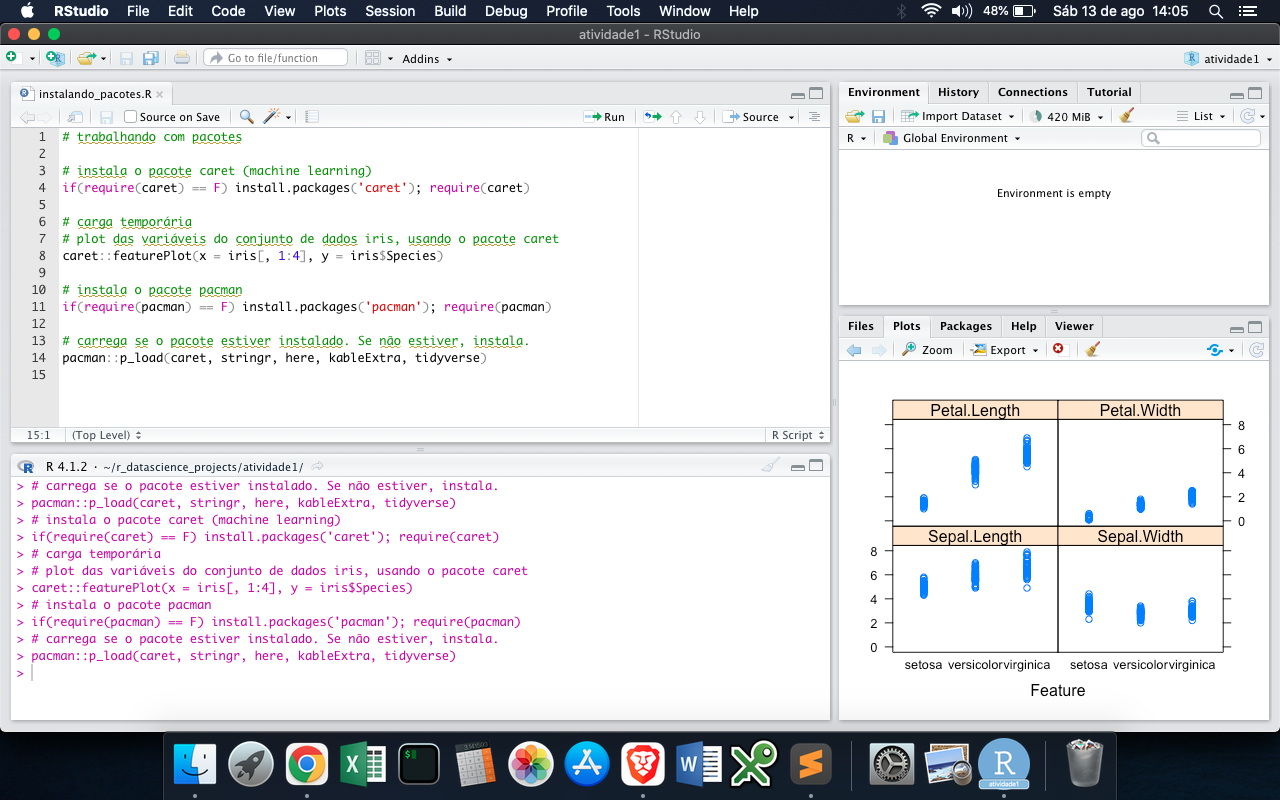 RStudio File Edit Code View Plots Session Build Debug Profile Tools Window Help 48% Sáb 13 de ago 14:05
atividade1 - RStudio
Go to file/function Addins atividade1
instalando_pacotes.R
Source on Save Run Source
1 # trabalhando com pacotes
2
3 # instala o pacote caret (machine learning)
4 if(require(caret) == F) install.packages('caret'); require(caret)
5
6 # carga temporária
7 # plot das variáveis do conjunto de dados iris, usando o pacote caret
8 caret::featurePlot(x = iris[, 1:4], y = iris$Species)
9
10 # instala o pacote pacman
11 if(require(pacman) == F) install.packages('pacman'); require(pacman)
12
13 # carrega se o pacote estiver instalado. Se não estiver, instala.
14 pacman::p_load(caret, stringr, here, kableExtra, tidyverse)
15
15:1 (Top Level) R Script
R 4.1.2 · ~/r_datascience_projects/atividade1/
> # carrega se o pacote estiver instalado. Se não estiver, instala.
> pacman::p_load(caret, stringr, here, kableExtra, tidyverse)
> # instala o pacote caret (machine learning)
> if(require(caret) == F) install.packages('caret'); require(caret)
> # carga temporária
> # plot das variáveis do conjunto de dados iris, usando o pacote caret
> caret::featurePlot(x = iris[, 1:4], y = iris$Species)
> # instala o pacote pacman
> if(require(pacman) == F) install.packages('pacman'); require(pacman)
> # carrega se o pacote estiver instalado. Se não estiver, instala.
> pacman::p_load(caret, stringr, here, kableExtra, tidyverse)
>
Environment History Connections Tutorial
Import Dataset 420 MiB List
R Global Environment
Environment is empty
Files Plots Packages Help Viewer
Zoom Export
Petal.Length Petal.Width
8
6
4
2
0
Sepal.Length Sepal.Width
8
6
4
2
0
setosa versicolor virginica setosa versicolor virginica
Feature
R
atividade1